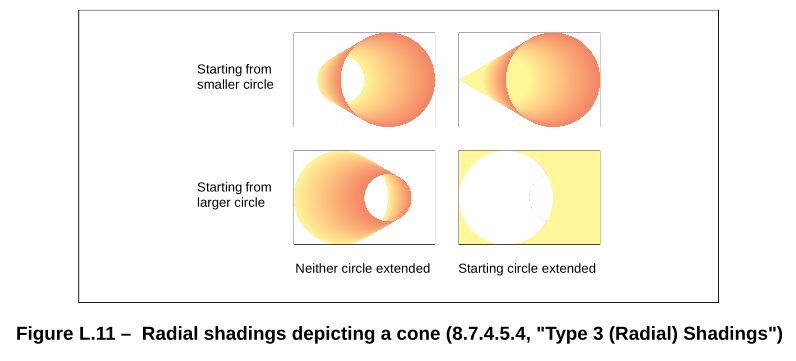 Starting from
smaller circle
Starting from
larger circle
Neither circle extended
Starting circle extended
Figure L.11 – Radial shadings depicting a cone (8.7.4.5.4, "Type 3 (Radial) Shadings")